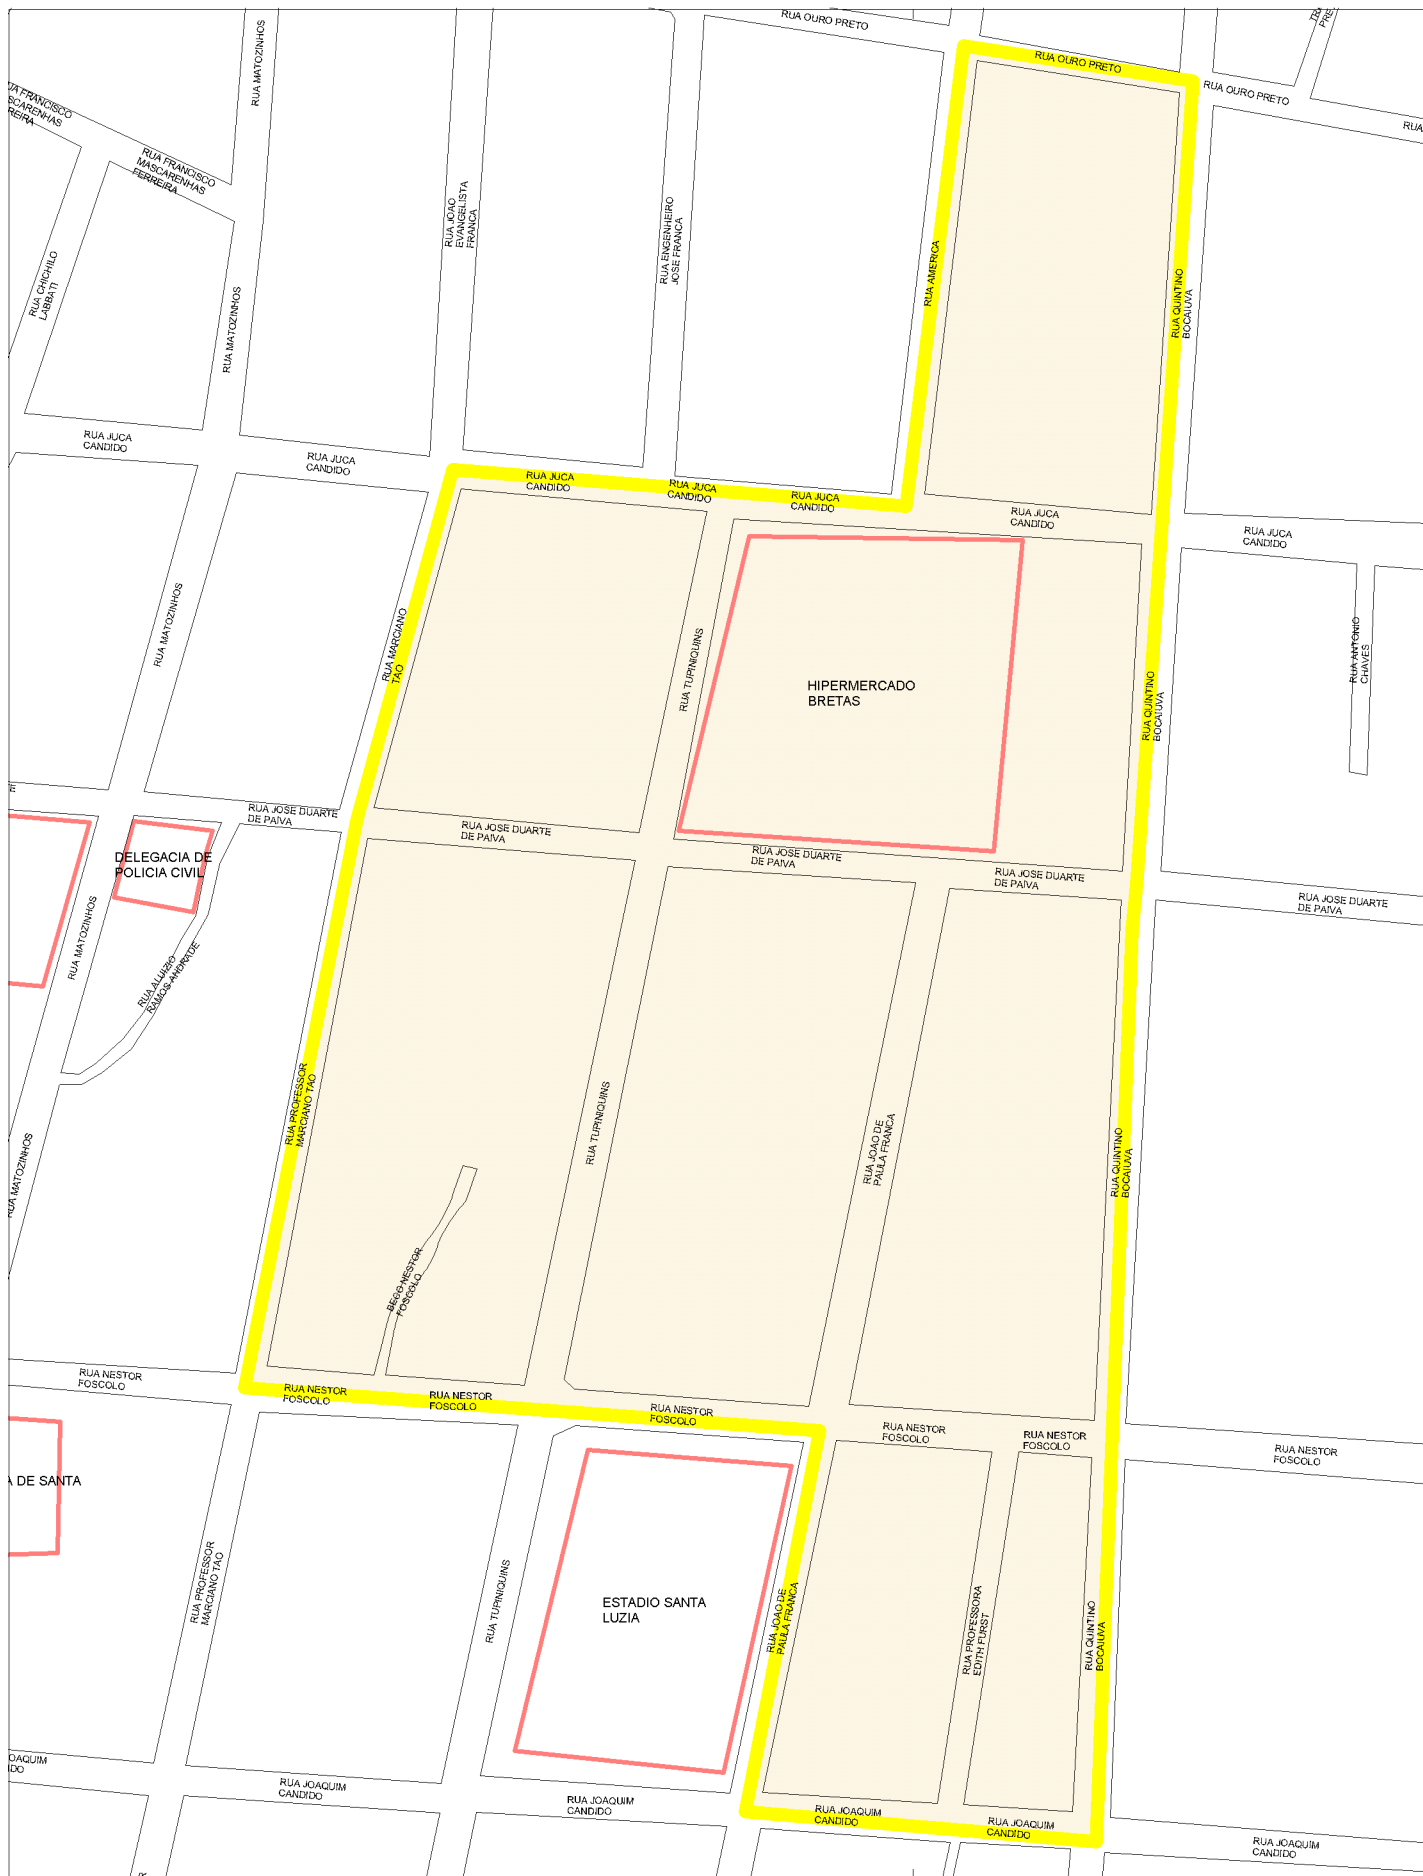 RUA OURO PRETO
RUA OURO PRETO
RUA OURO PRETO
RUA
RUA MATOZINHOS
RUA FRANCISCO
MASCARENHAS
FERREIRA
RUA CHICHILO
LABBATI
RUA MATOZINHOS
RUA JOAO
EVANGELISTA
FRANCA
RUA ENGENHEIRO
JOSE FRANCA
RUA AMERICA
RUA QUINTINO
BOCAIUVA
RUA JUCA
CANDIDO
RUA JUCA
CANDIDO
RUA JUCA
CANDIDO
RUA JUCA
CANDIDO
RUA JUCA
CANDIDO
RUA JUCA
CANDIDO
RUA JUCA
CANDIDO
RUA MATOZINHOS
RUA MARCIANO
TAO
RUA TUPINIQUINS
HIPERMERCADO
BRETAS
RUA QUINTINO
BOCAIUVA
RUA ANTONIO
CHAVES
RUA JOSE DUARTE
DE PAIVA
RUA JOSE DUARTE
DE PAIVA
RUA JOSE DUARTE
DE PAIVA
RUA JOSE DUARTE
DE PAIVA
RUA JOSE DUARTE
DE PAIVA
DELEGACIA DE
POLICIA CIVIL
RUA MATOZINHOS
RUA ALUIZIO
RAMOS ANDRADE
RUA PROFESSOR
MARCIANO TAO
RUA TUPINIQUINS
RUA JOAO DE
PAULA FRANCA
RUA QUINTINO
BOCAIUVA
RUA MATOZINHOS
BECO NESTOR
FOSCOLO
RUA NESTOR
FOSCOLO
RUA NESTOR
FOSCOLO
RUA NESTOR
FOSCOLO
RUA NESTOR
FOSCOLO
RUA NESTOR
FOSCOLO
RUA NESTOR
FOSCOLO
RUA NESTOR
FOSCOLO
A DE SANTA
RUA PROFESSOR
MARCIANO TAO
RUA TUPINIQUINS
ESTADIO SANTA
LUZIA
RUA JOAO DE
PAULA FRANCA
RUA PROFESSORA
EDITH FURST
RUA QUINTINO
BOCAIUVA
OAQUIM
IDO
RUA JOAQUIM
CANDIDO
RUA JOAQUIM
CANDIDO
RUA JOAQUIM
CANDIDO
RUA JOAQUIM
CANDIDO
RUA JOAQUIM
CANDIDO